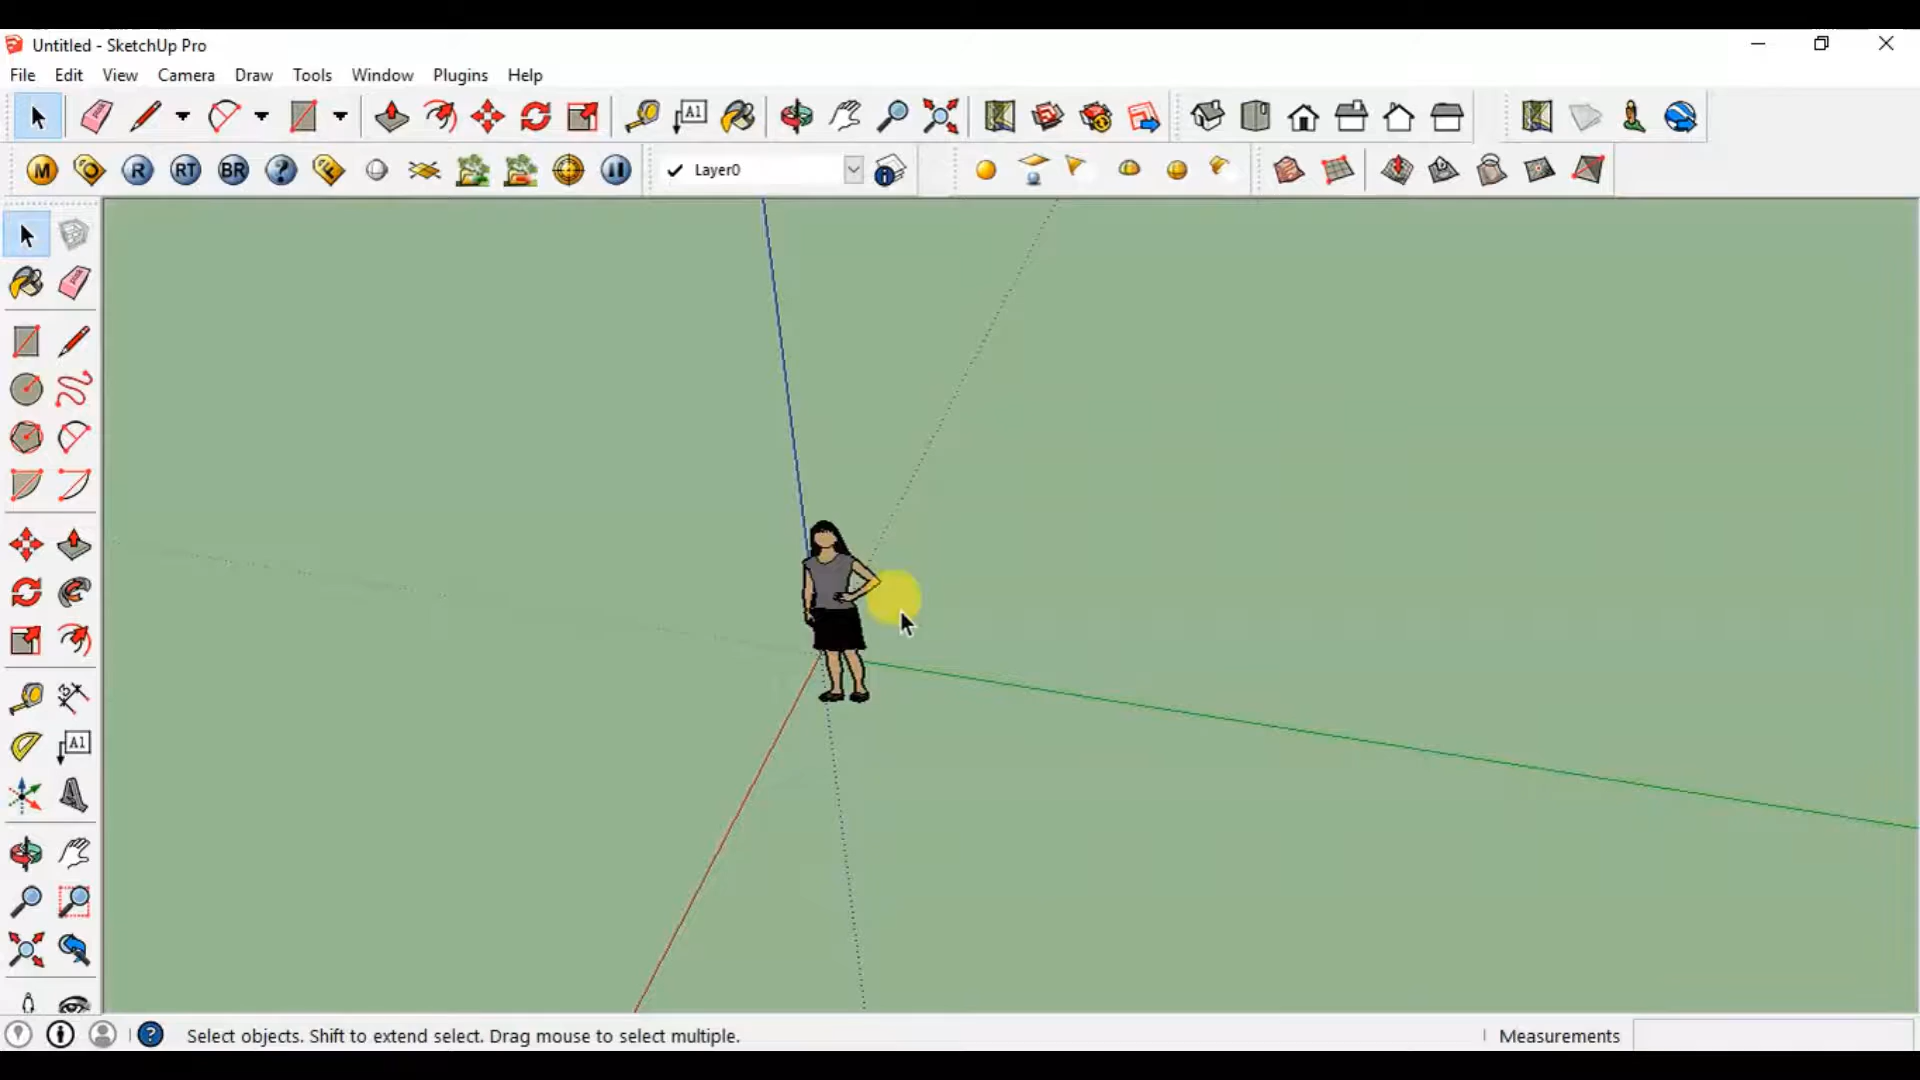 Untitled - SketchUp Pro
File Edit View Camera Draw Tools Window Plugins Help
A1
M R RT BR ? Layer0
A1
Select objects. Shift to extend select. Drag mouse to select multiple. Measurements